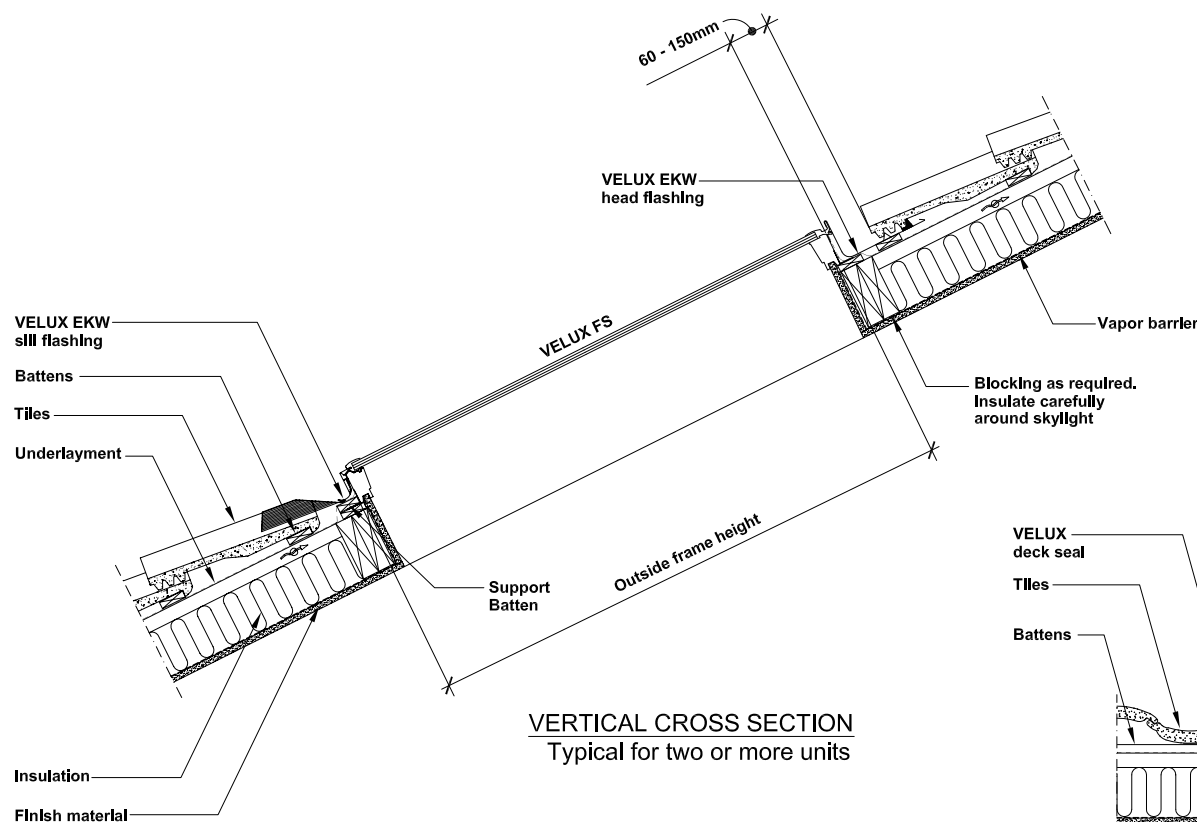 60 - 150mm
VELUX EKW
head flashing
VELUX FS
VELUX EKW
sill flashing
Battens
Tiles
Underlayment
Vapor barrier
Blocking as required.
Insulate carefully
around skylight
Outside frame height
Support
Batten
VELUX
deck seal
Tiles
Battens
VERTICAL CROSS SECTION
Typical for two or more units
Insulation
Finish material